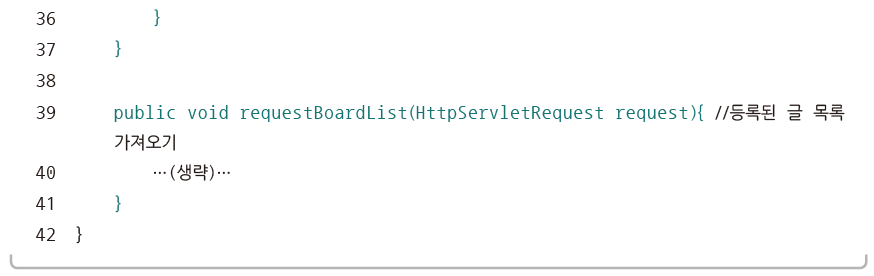 36 }
37 }
38
39 public void requestBoardList(HttpServletRequest request){ //등록된 글 목록
가져오기
40 …(생략)…
41 }
42 }